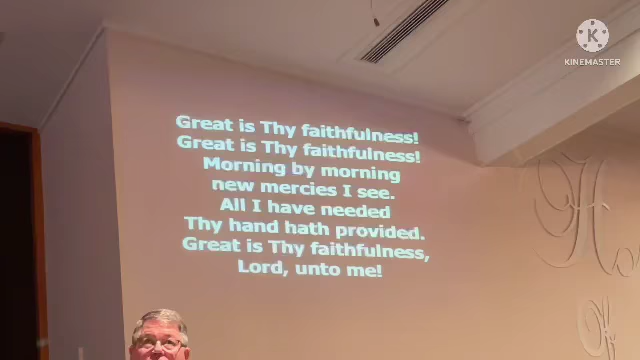 KINEMASTER
Great is Thy faithfulness!
Great is Thy faithfulness!
Morning by morning
new mercies I see.
All I have needed
Thy hand hath provided.
Great is Thy faithfulness,
Lord, unto me!